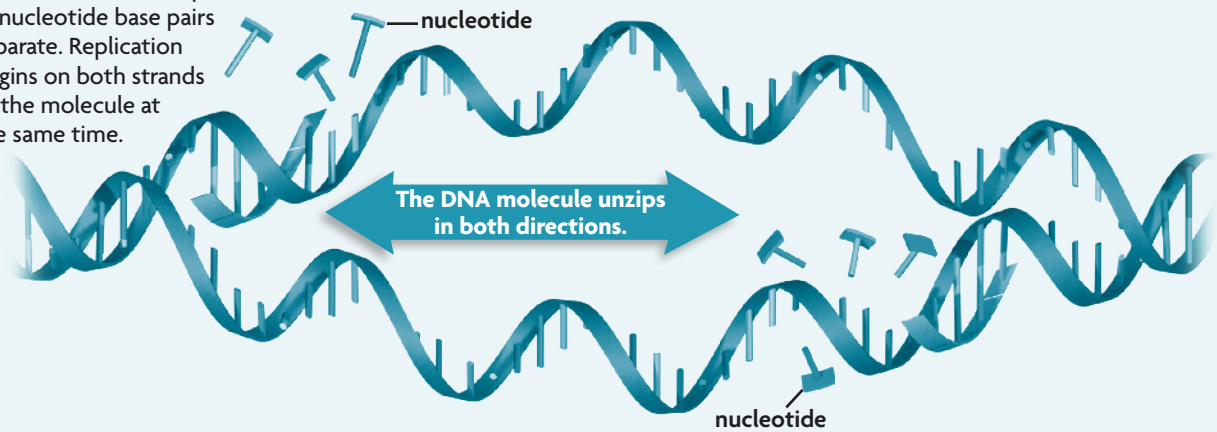 nucleotide base pairs
parate. Replication
gins on both strands
the molecule at
e same time.
nucleotide
The DNA molecule unzips
in both directions.
nucleotide